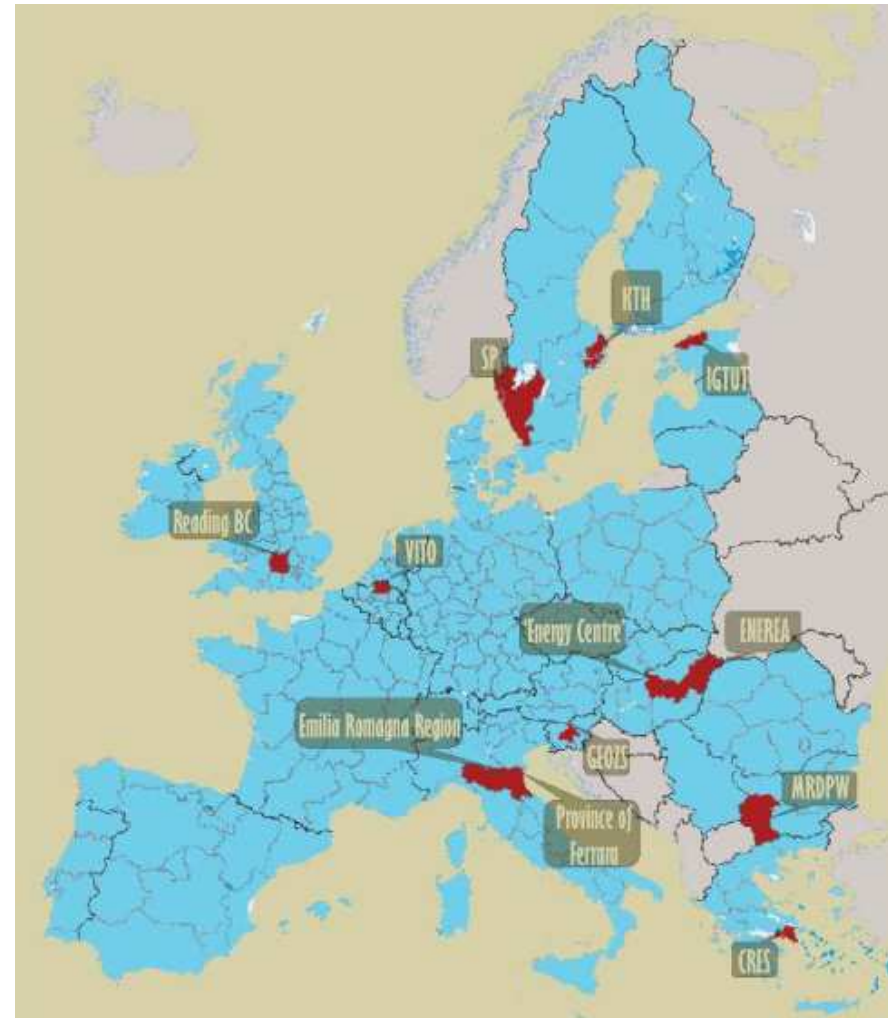 KTH
SP
IGTUT
Reading BC
VITO
'Energy Centre'
ENEREA
Emilia Romagna Region
GEOZS
MRDPW
Province of
Ferrara
CRES